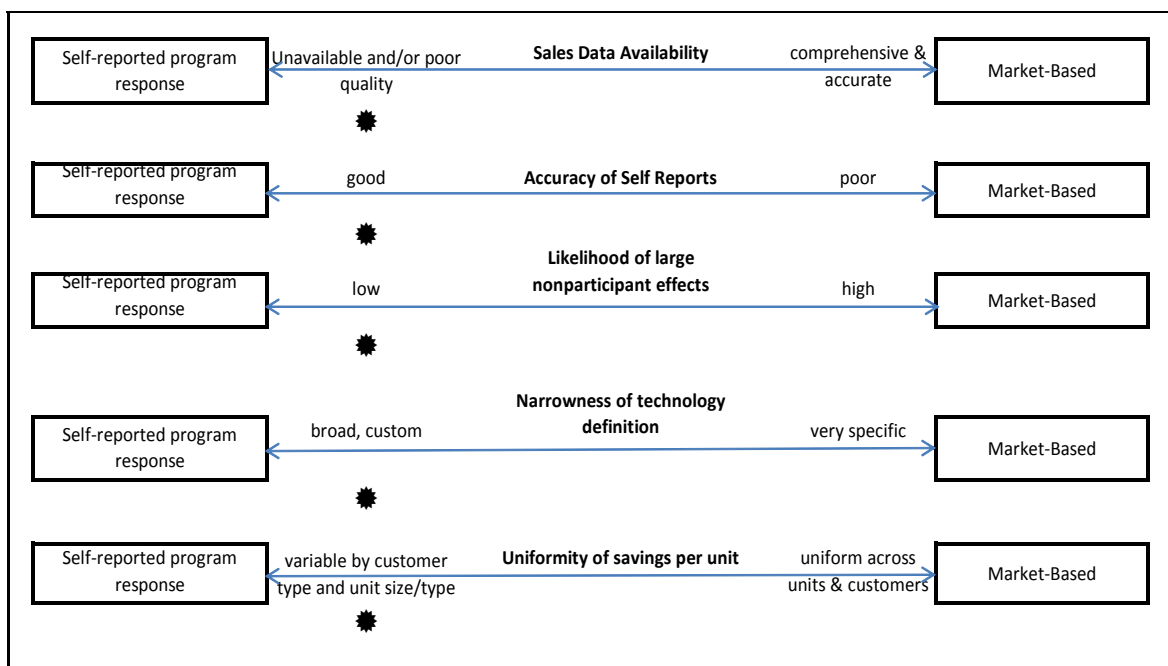 Self-reported program
response
Unavailable and/or poor
quality
Sales Data Availability
comprehensive &
accurate
Market-Based
Self-reported program
response
good
Accuracy of Self Reports
poor
Market-Based
Self-reported program
response
low
Likelihood of large
nonparticipant effects
high
Market-Based
Self-reported program
response
broad, custom
Narrowness of technology
definition
very specific
Market-Based
Self-reported program
response
variable by customer
type and unit size/type
Uniformity of savings per unit
uniform across
units & customers
Market-Based